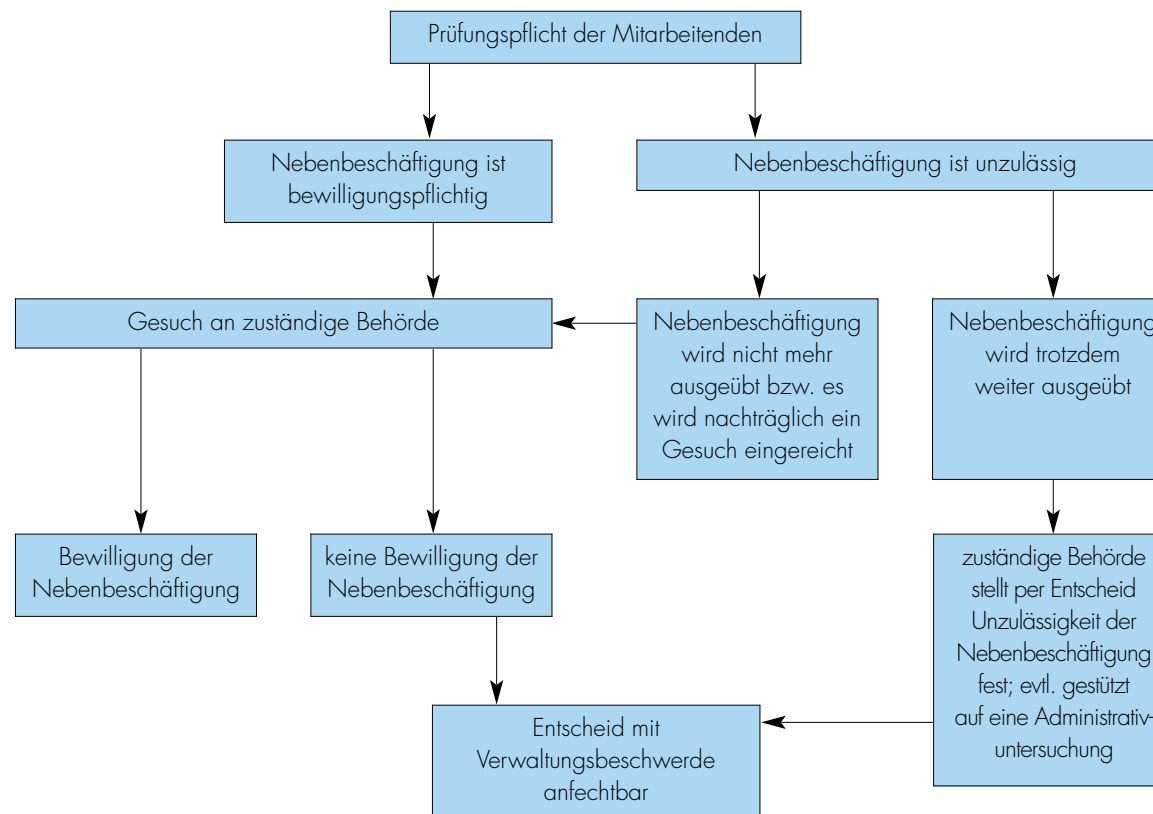 Prüfungspflicht der Mitarbeitenden
Nebenbeschäftigung ist
bewilligungspflichtig
Nebenbeschäftigung ist unzulässig
Gesuch an zuständige Behörde
Nebenbeschäftigung
wird nicht mehr
ausgeübt bzw. es
wird nachträglich ein
Gesuch eingereicht
Nebenbeschäftigung
wird trotzdem
weiter ausgeübt
Bewilligung der
Nebenbeschäftigung
keine Bewilligung der
Nebenbeschäftigung
zuständige Behörde
stellt per Entscheid
Unzulässigkeit der
Nebenbeschäftigung
fest; evtl. gestützt
auf eine Administrativ-
untersuchung
Entscheid mit
Verwaltungsbeschwerde
anfechtbar